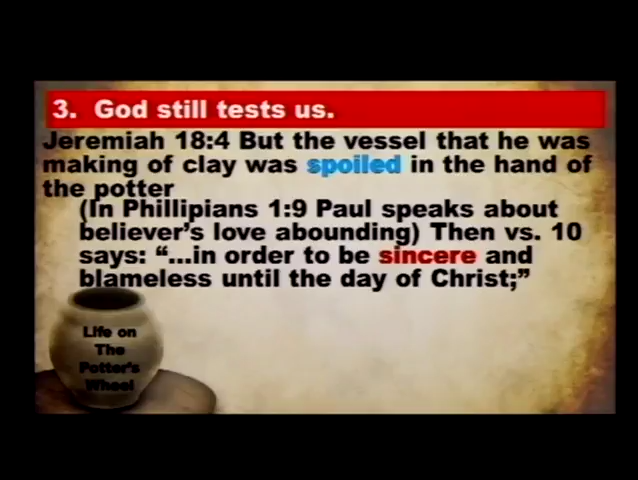 3. God still tests us.
Jeremiah 18:4 But the vessel that he was
making of clay was spoiled in the hand of
the potter
(In Phillipians 1:9 Paul speaks about
believer's love abounding) Then vs. 10
says: “...in order to be sincere and
blameless until the day of Christ;”
Life on
The
Potter's
Wheel